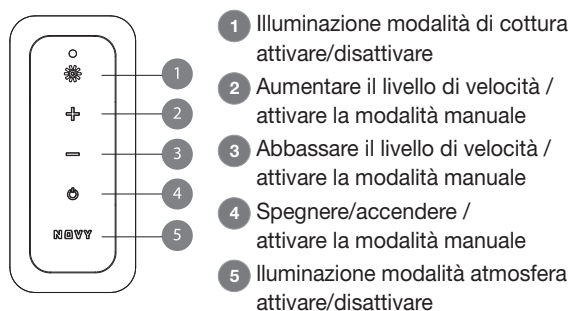 1 Illuminazione modalità di cottura
attivare/disattivare
2 Aumentare il livello di velocità /
attivare la modalità manuale
3 Abbassare il livello di velocità /
attivare la modalità manuale
4 Spegnere/accendere /
attivare la modalità manuale
5 lluminazione modalità atmosfera
attivare/disattivare
1
2
3
4
NOVY 5